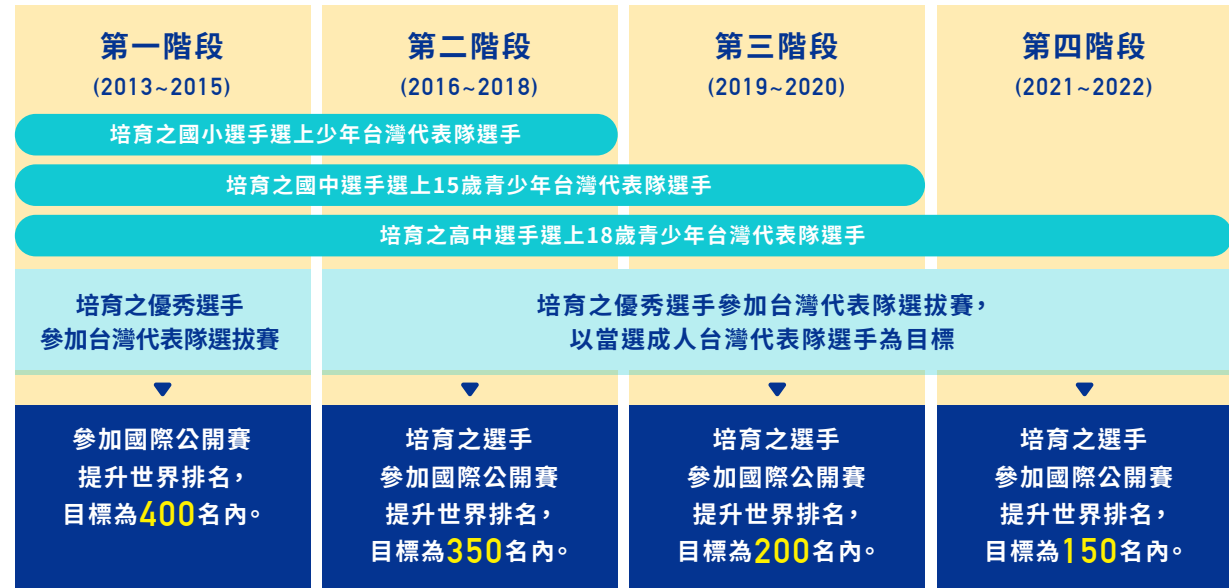 第一階段
(2013~2015)
第二階段
(2016~2018)
第三階段
(2019~2020)
第四階段
(2021~2022)
培育之國小選手選上少年台灣代表隊選手
培育之國中選手選上15歲青少年台灣代表隊選手
培育之高中選手選上18歲青少年台灣代表隊選手
培育之優秀選手
參加台灣代表隊選拔賽
培育之優秀選手參加台灣代表隊選拔賽，
以當選成人台灣代表隊選手為目標
參加國際公開賽
提升世界排名，
目標為400名內。
培育之選手
參加國際公開賽
提升世界排名，
目標為350名內。
培育之選手
參加國際公開賽
提升世界排名，
目標為200名內。
培育之選手
參加國際公開賽
提升世界排名，
目標為150名內。